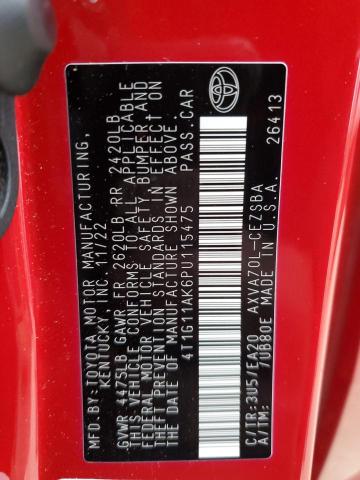 MFD. BY: TOYOTA MOTOR MANUFACTURING,
KENTUCKY, INC. 11/22
GVWR 4475LB GAWR FR 2620LB RR 2420LB
THIS VEHICLE CONFORMS TO ALL APPLICABLE
FEDERAL MOTOR VEHICLE SAFETY, BUMPER, AND
THEFT PREVENTION STANDARDS IN EFFECT ON
THE DATE OF MANUFACTURE SHOWN ABOVE.
4T1G11AK6PU115475 PASS.CAR
C/TR:3U5/EA20 AXVA70L-CEZSBA
A/TM: /UB80E MADE IN U.S.A.
26413
TOYOTA